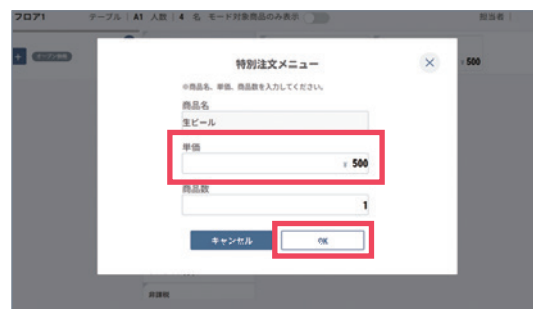 フロア1 テーブル | A1 人数 | 4 名 モード対象商品のみ表示 担当者 |
+ オープン価格 ¥ 500
特別注文メニュー ×
※商品名、単価、商品数を入力してください。
商品名
生ビール
単価
¥ 500
商品数
1
キャンセル OK
非課税